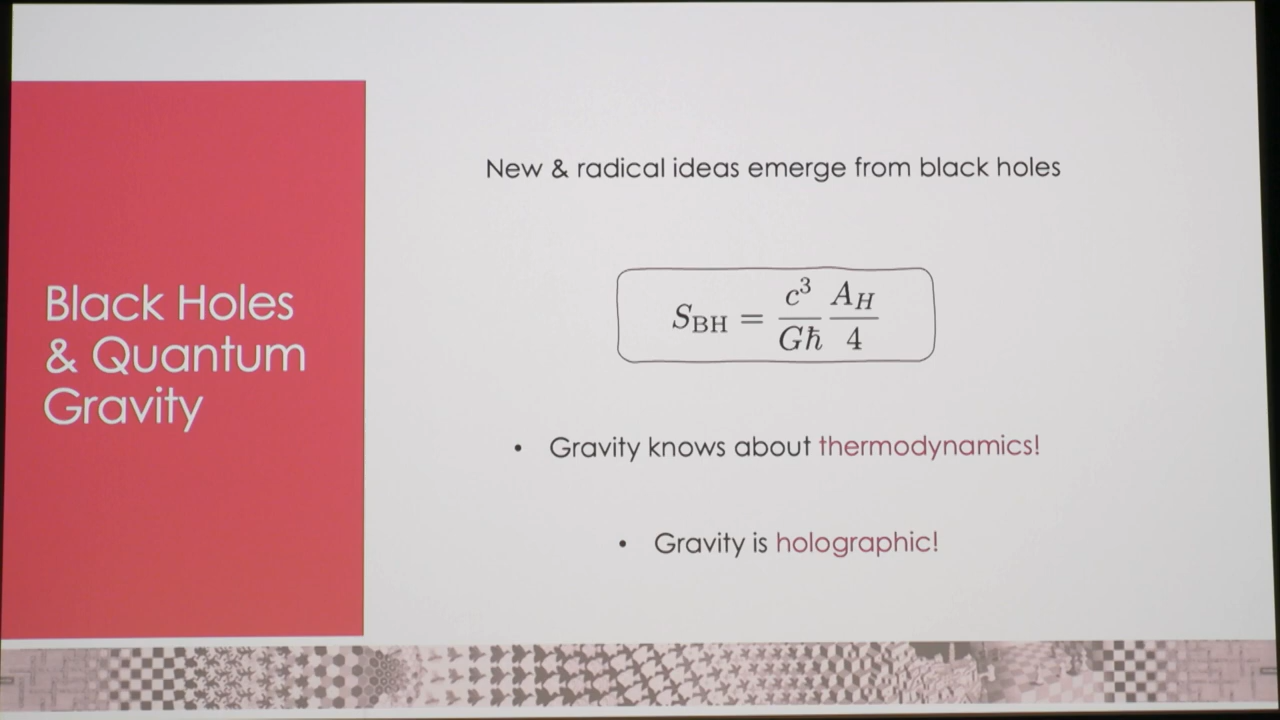 Black Holes
& Quantum
Gravity
New & radical ideas emerge from black holes
S_BH = c³/Għ A_H/4
• Gravity knows about thermodynamics!
• Gravity is holographic!